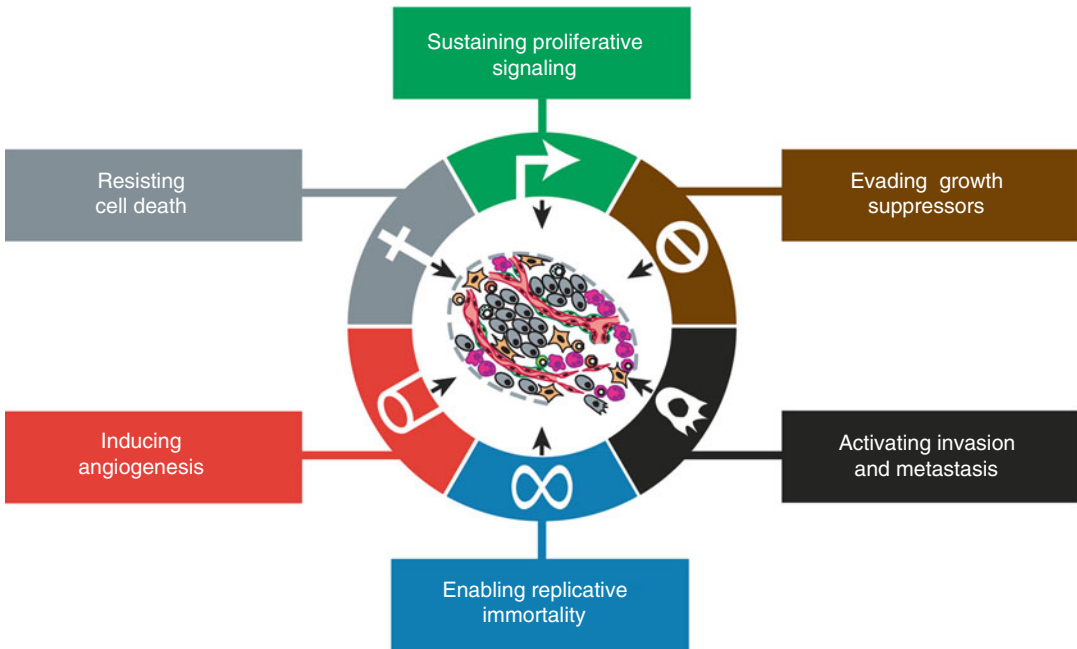 Sustaining proliferative
signaling
Resisting
cell death
Evading growth
suppressors
Inducing
angiogenesis
Activating invasion
and metastasis
Enabling replicative
immortality